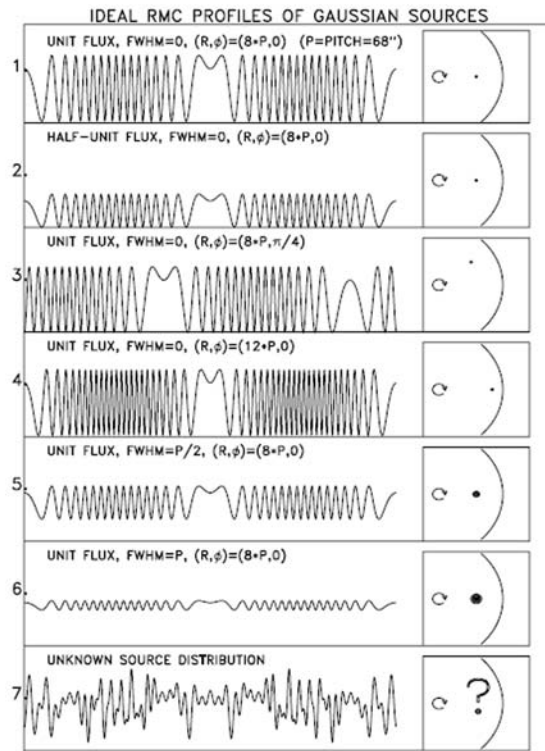 IDEAL RMC PROFILES OF GAUSSIAN SOURCES
UNIT FLUX, FWHM=0, (R,φ)=(8•P,0) (P=PITCH=68")
1.
HALF-UNIT FLUX, FWHM=0, (R,φ)=(8•P,0)
2.
UNIT FLUX, FWHM=0, (R,φ)=(8•P,π/4)
3.
UNIT FLUX, FWHM=0, (R,φ)=(12•P,0)
4.
UNIT FLUX, FWHM=P/2, (R,φ)=(8•P,0)
5.
UNIT FLUX, FWHM=P, (R,φ)=(8•P,0)
6.
UNKNOWN SOURCE DISTRIBUTION
7.
?